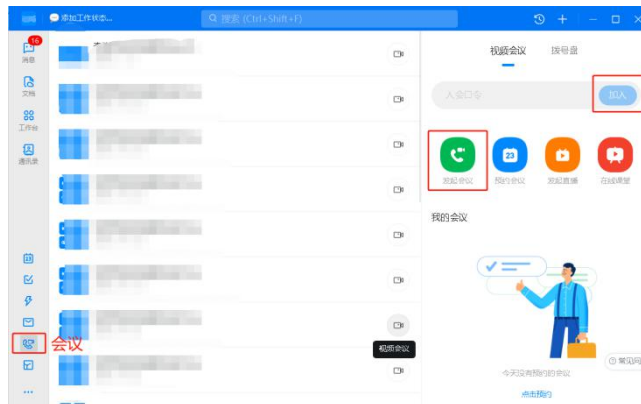 添加工作状态...
搜索 (Ctrl+Shift+F)
16
消息
文档
工作台
通讯录
会议
视频会议
视频会议
拨号盘
入会口令
加入
23
发起会议
预约会议
发起直播
在线课堂
我的会议
今天没有预约的会议
点击预约
常见问